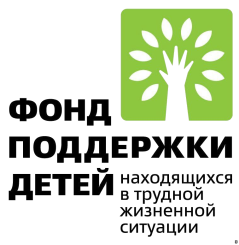 ФОНД
ПОДДЕРЖКИ
ДЕТЕЙ
находящихся
в трудной
жизненной
ситуации